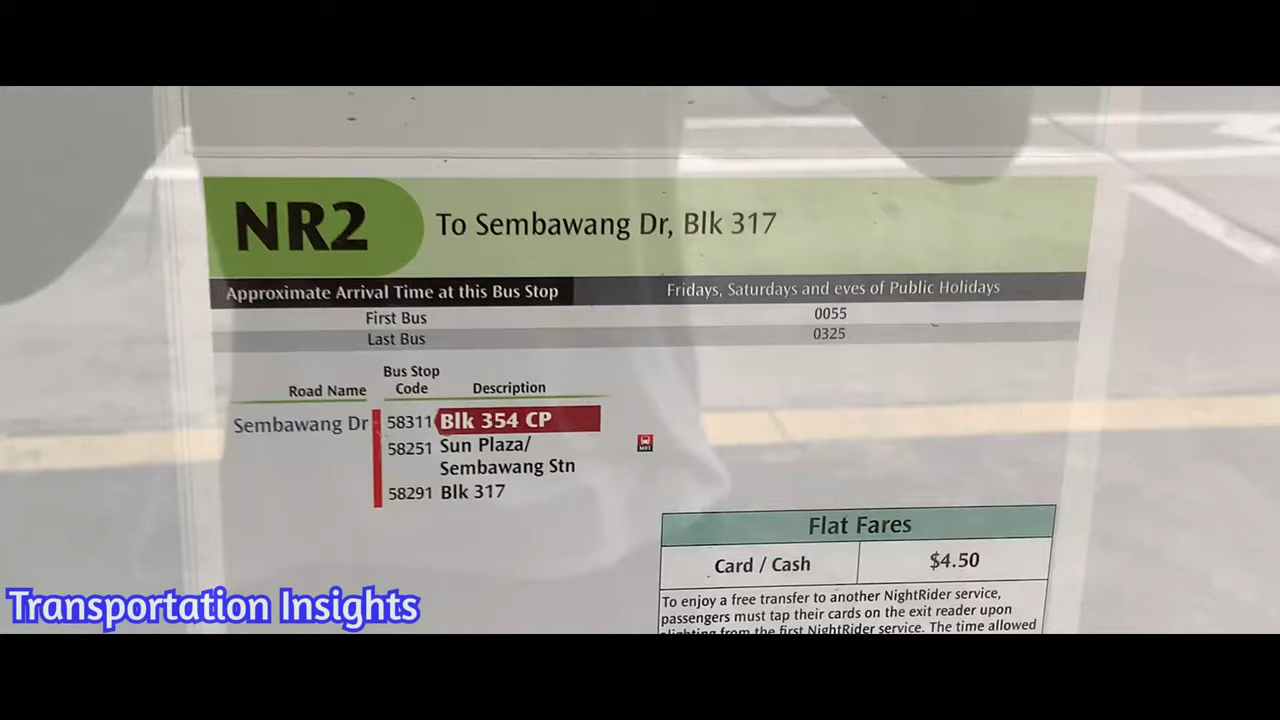 NR2 To Sembawang Dr, Blk 317
Approximate Arrival Time at this Bus Stop Fridays, Saturdays and eves of Public Holidays
First Bus 0055
Last Bus 0325
Road Name Bus Stop Code Description
Sembawang Dr 58311 Blk 354 CP
58251 Sun Plaza/
Sembawang Stn
MRT
58291 Blk 317
Flat Fares
Card / Cash $4.50
To enjoy a free transfer to another NightRider service,
passengers must tap their cards on the exit reader upon
alighting from the first NightRider service. The time allowed
Transportation Insights